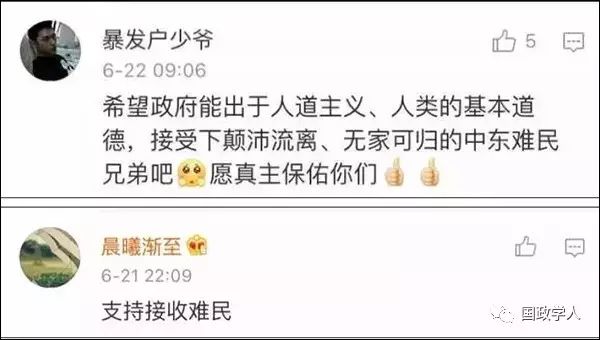 暴发户少爷
5
6-22 09:06
希望政府能出于人道主义、人类的基本道
德，接受下颠沛流离、无家可归的中东难民
兄弟吧🤗愿真主保佑你们👍👍
晨曦渐至
6-21 22:09
支持接收难民
国政学人